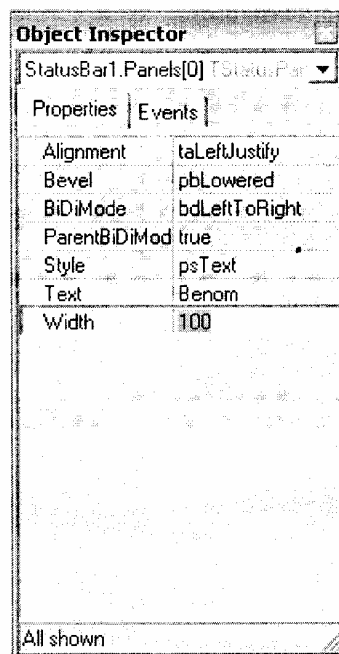 Object Inspector
StatusBar1.Panels[0]
Properties Events
Alignment taLeftJustify
Bevel pbLowered
BiDiMode bdLeftToRight
ParentBiDiMod true
Style psText
Text Benom
Width 100
All shown